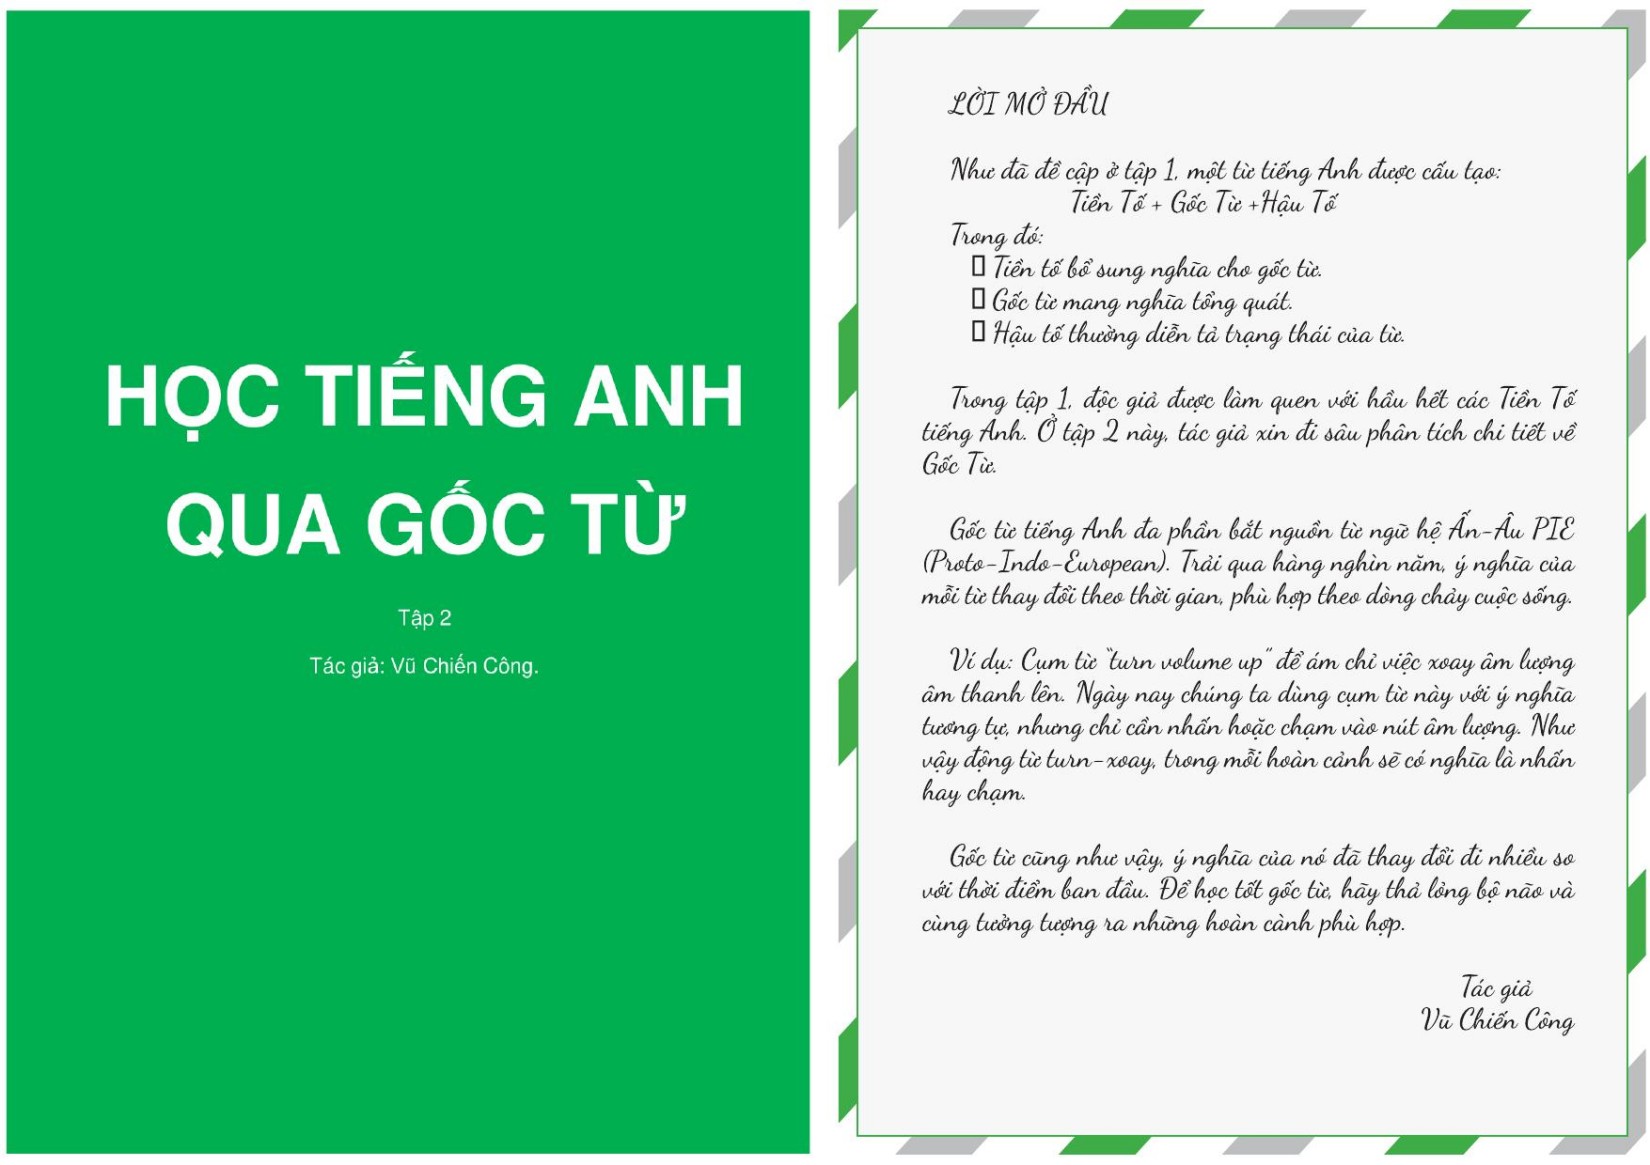 HỌC TIẾNG ANH
QUA GỐC TỪ
Tập 2
Tác giả: Vũ Chiến Công.
LỜI MỞ ĐẦU
Như đã đề cập ở tập 1, một từ tiếng Anh được cấu tạo:
Tiền Tố + Gốc Từ +Hậu Tố
Trong đó:
Tiền tố bổ sung nghĩa cho gốc từ.
Gốc từ mang nghĩa tổng quát.
Hậu tố thường diễn tả trạng thái của từ.
Trong tập 1, độc giả được làm quen với hầu hết các Tiền Tố
tiếng Anh. Ở tập 2 này, tác giả xin đi sâu phân tích chi tiết về
Gốc Từ.
Gốc từ tiếng Anh đa phần bắt nguồn từ ngữ hệ Ấn-Âu PIE
(Proto-Indo-European). Trải qua hàng nghìn năm, ý nghĩa của
mỗi từ thay đổi theo thời gian, phù hợp theo dòng chảy cuộc sống.
Ví dụ: Cụm từ "turn volume up" để ám chỉ việc xoay âm lượng
âm thanh lên. Ngày nay chúng ta dùng cụm từ này với ý nghĩa
tương tự, nhưng chỉ cần nhấn hoặc chạm vào nút âm lượng. Như
vậy động từ turn-xoay, trong mỗi hoàn cảnh sẽ có nghĩa là nhấn
hay chạm.
Gốc từ cũng như vậy, ý nghĩa của nó đã thay đổi đi nhiều so
với thời điểm ban đầu. Để học tốt gốc từ, hãy thả lỏng bộ não và
cùng tưởng tượng ra những hoàn cành phù hợp.
Tác giả
Vũ Chiến Công